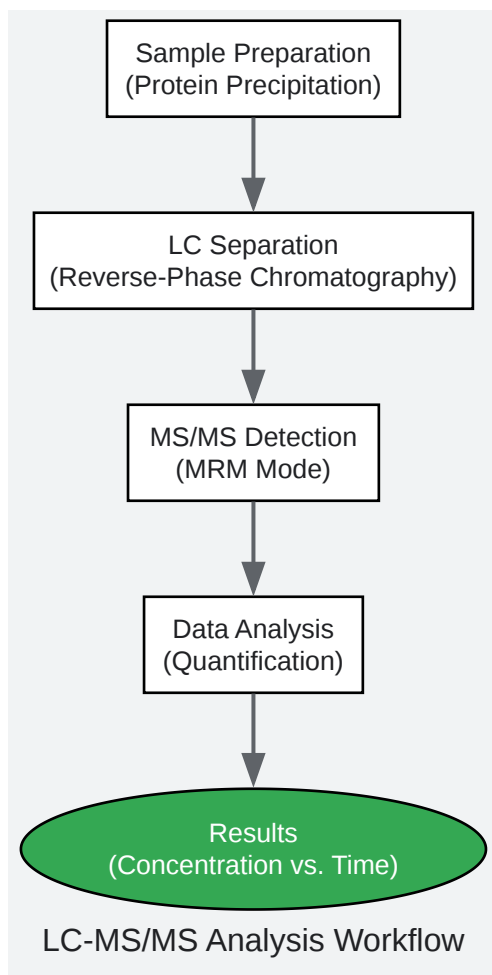 Sample Preparation
(Protein Precipitation)
LC Separation
(Reverse-Phase Chromatography)
MS/MS Detection
(MRM Mode)
Data Analysis
(Quantification)
Results
(Concentration vs. Time)
LC-MS/MS Analysis Workflow